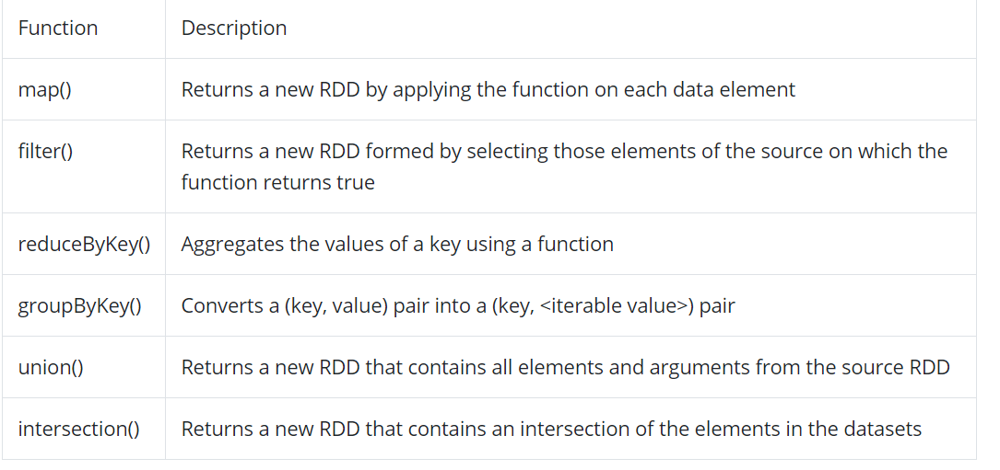 Function Description
map() Returns a new RDD by applying the function on each data element
filter() Returns a new RDD formed by selecting those elements of the source on which the
function returns true
reduceByKey() Aggregates the values of a key using a function
groupByKey() Converts a (key, value) pair into a (key, <iterable value>) pair
union() Returns a new RDD that contains all elements and arguments from the source RDD
intersection() Returns a new RDD that contains an intersection of the elements in the datasets